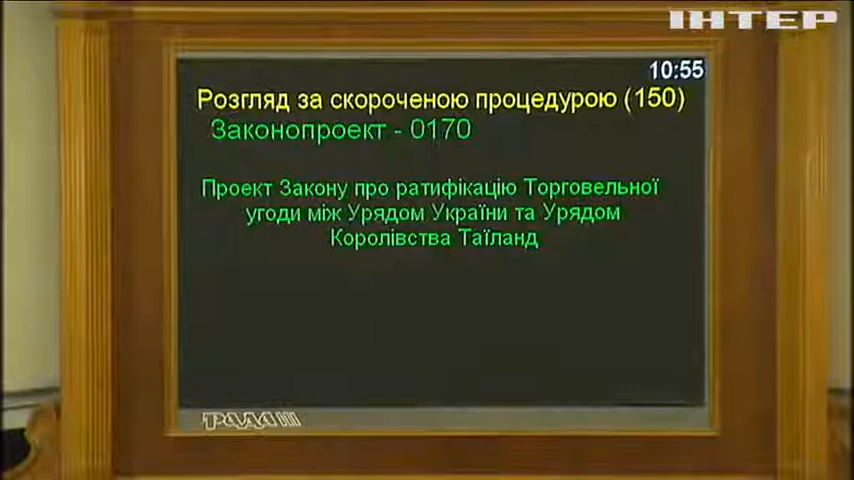 ІНТЕР
10:55
Розгляд за скороченою процедурою (150)
Законопроект - 0170
Проект Закону про ратифікацію Торговельної
угоди між Урядом України та Урядом
Королівства Таїланд
РАДА